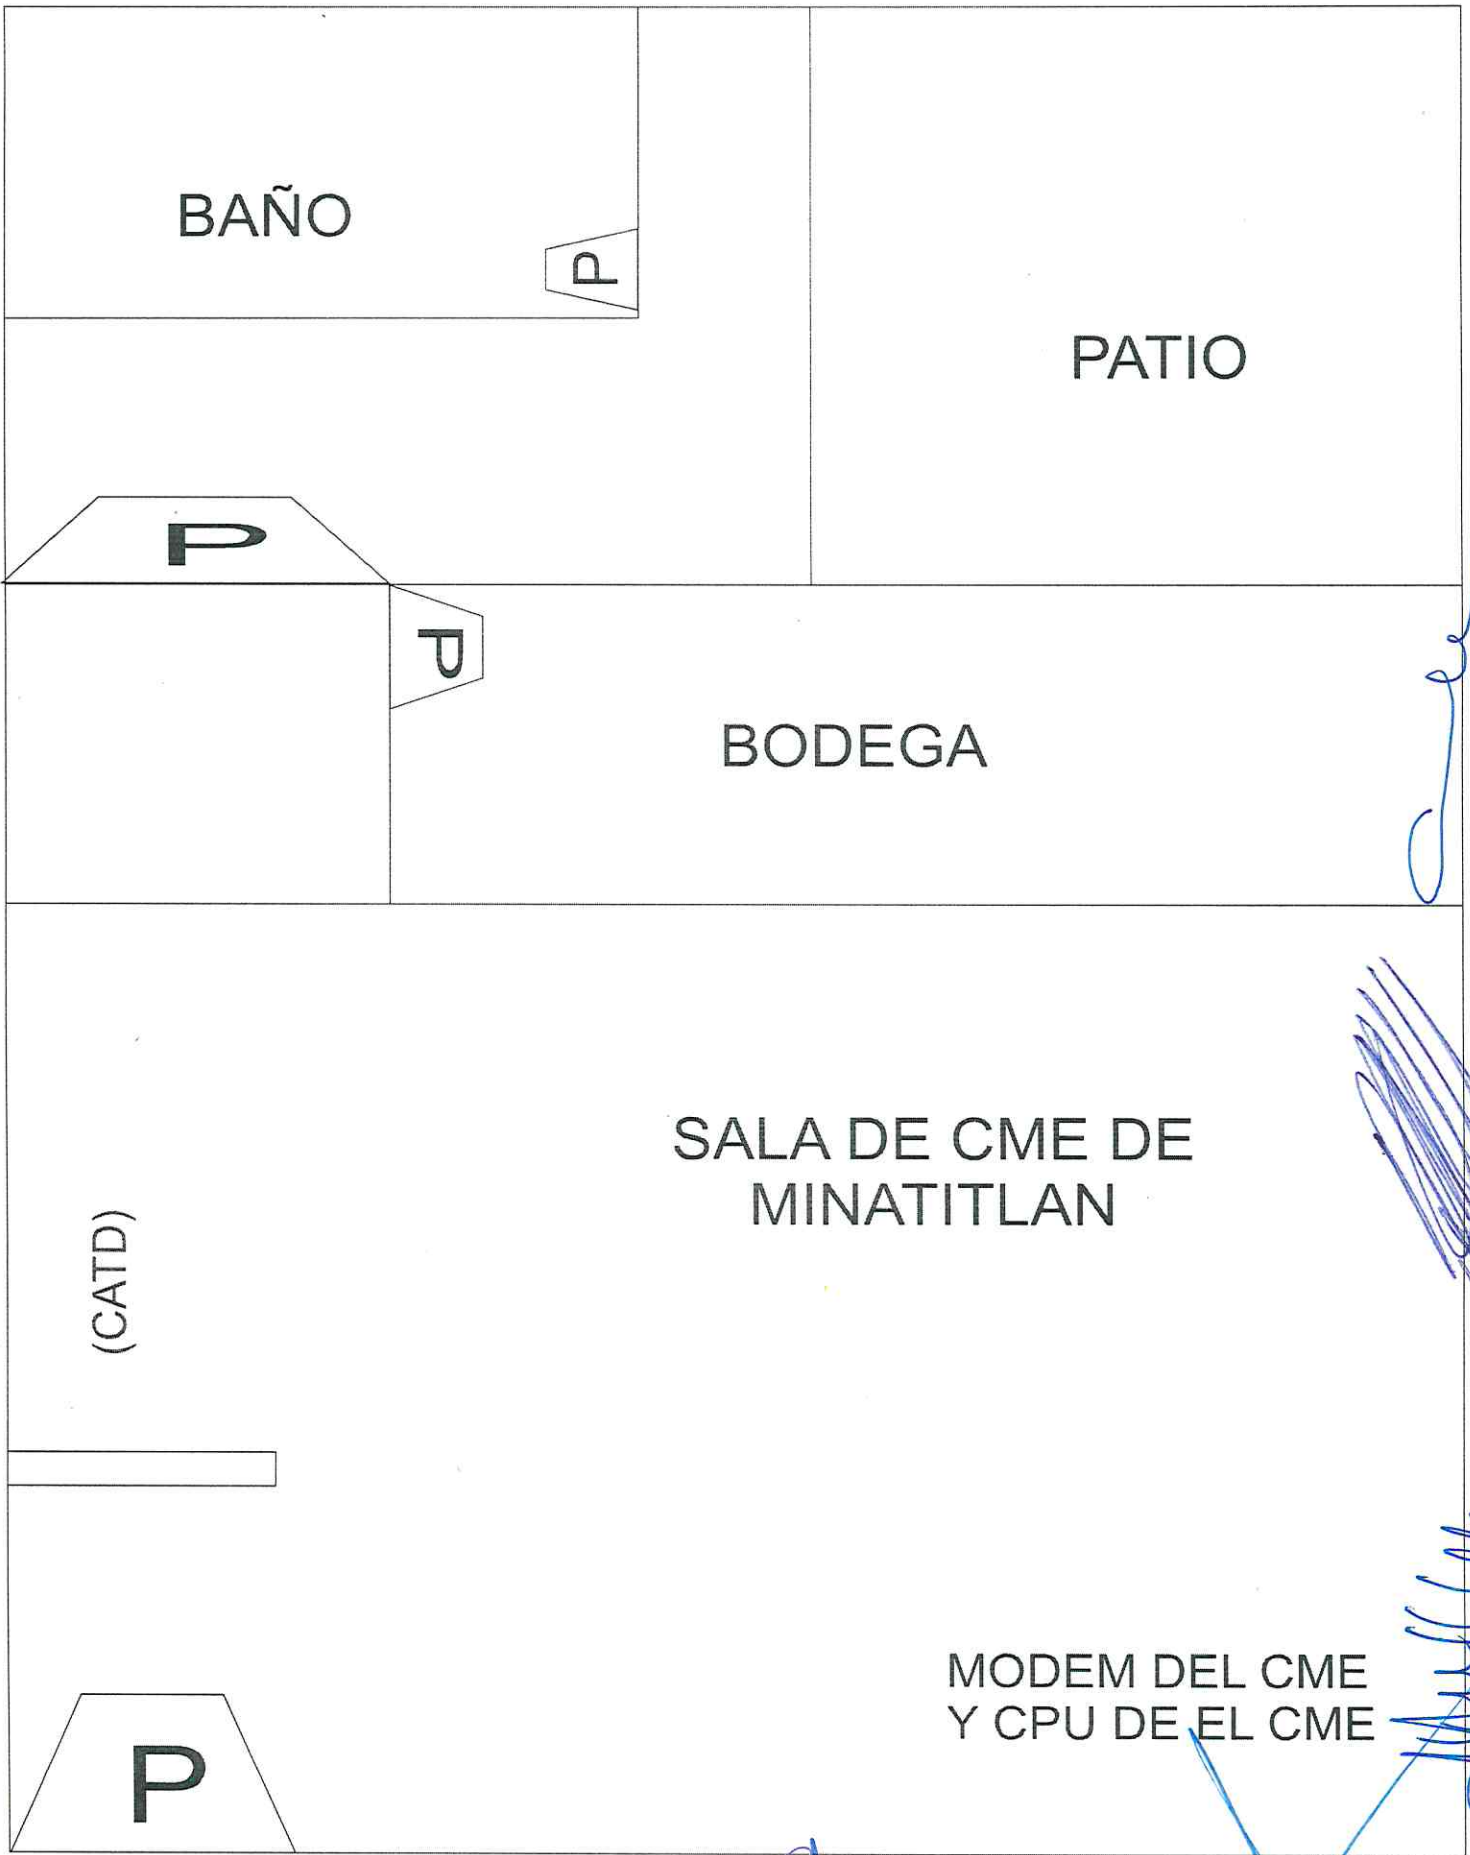 BAÑO
P
PATIO
P
P
BODEGA
SALA DE CME DE
MINATITLAN
(CATD)
MODEM DEL CME
Y CPU DE EL CME
P